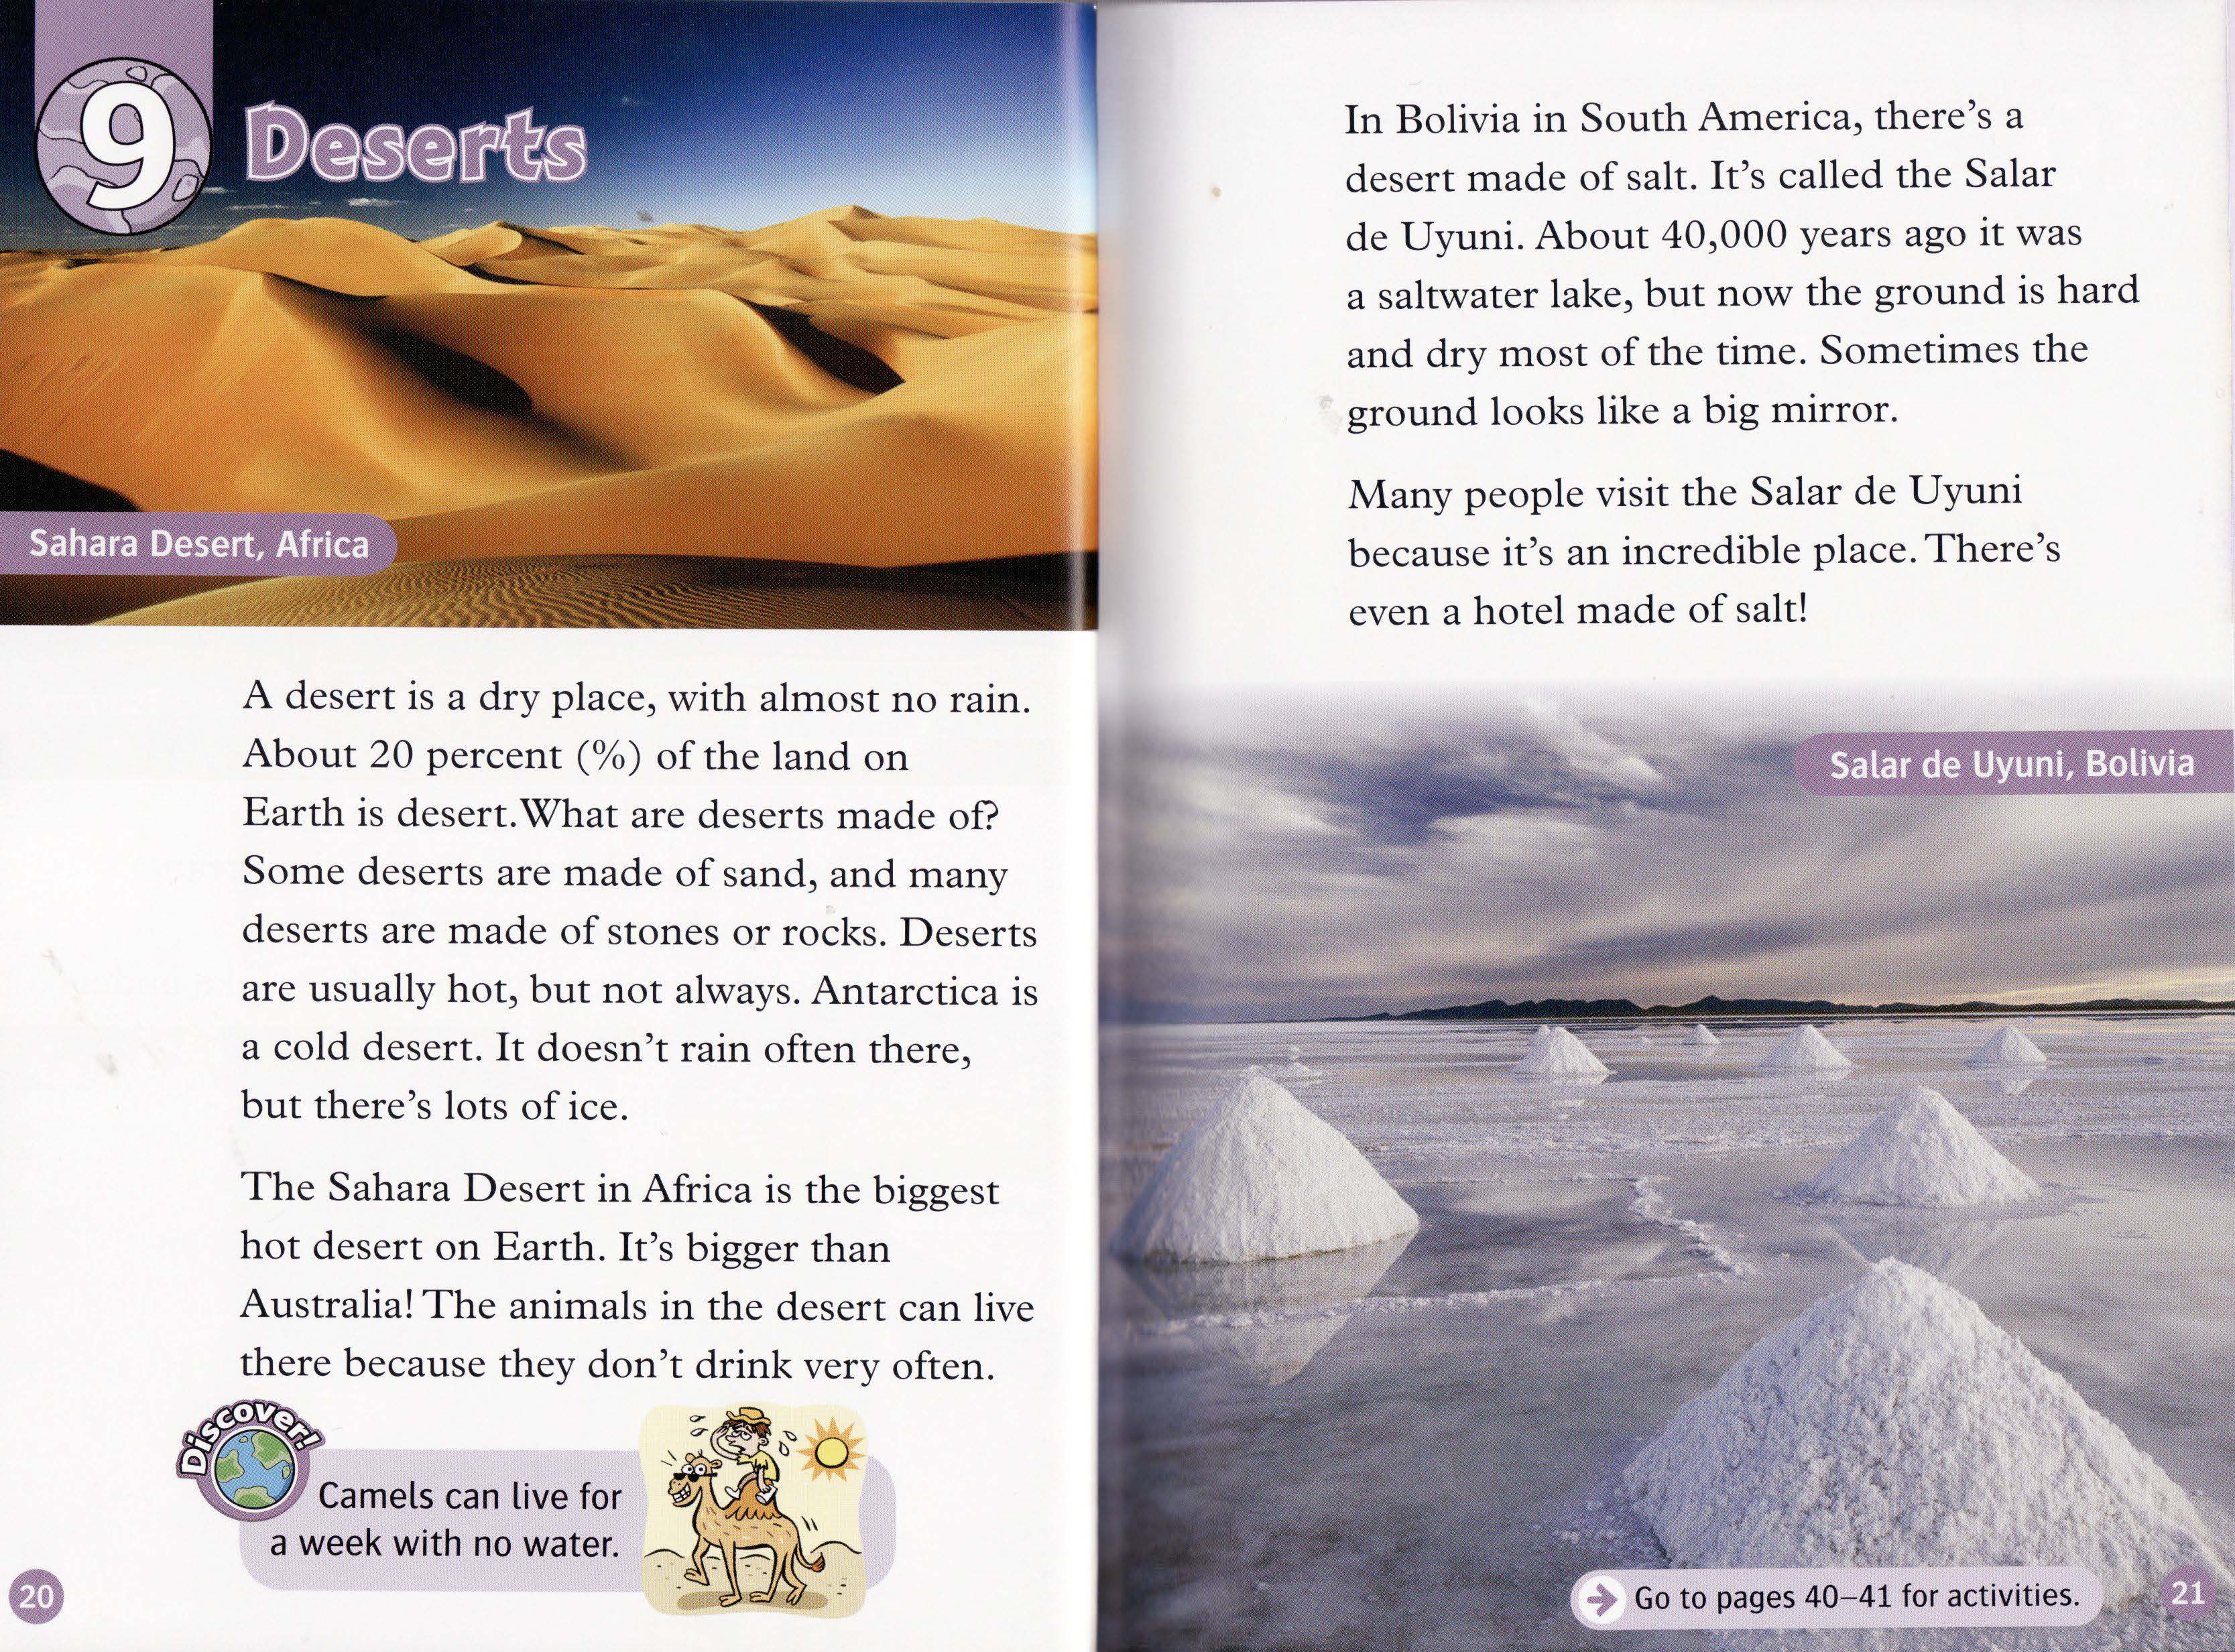 9
Deserts
Sahara Desert, Africa
A desert is a dry place, with almost no rain.
About 20 percent (%) of the land on
Earth is desert. What are deserts made of?
Some deserts are made of sand, and many
deserts are made of stones or rocks. Deserts
are usually hot, but not always. Antarctica is
a cold desert. It doesn't rain often there,
but there's lots of ice.
The Sahara Desert in Africa is the biggest
hot desert on Earth. It's bigger than
Australia! The animals in the desert can live
there because they don't drink very often.
Discover!
Camels can live for
a week with no water.
20
In Bolivia in South America, there's a
desert made of salt. It's called the Salar
de Uyuni. About 40,000 years ago it was
a saltwater lake, but now the ground is hard
and dry most of the time. Sometimes the
ground looks like a big mirror.
Many people visit the Salar de Uyuni
because it's an incredible place. There's
even a hotel made of salt!
Salar de Uyuni, Bolivia
Go to pages 40–41 for activities.
21